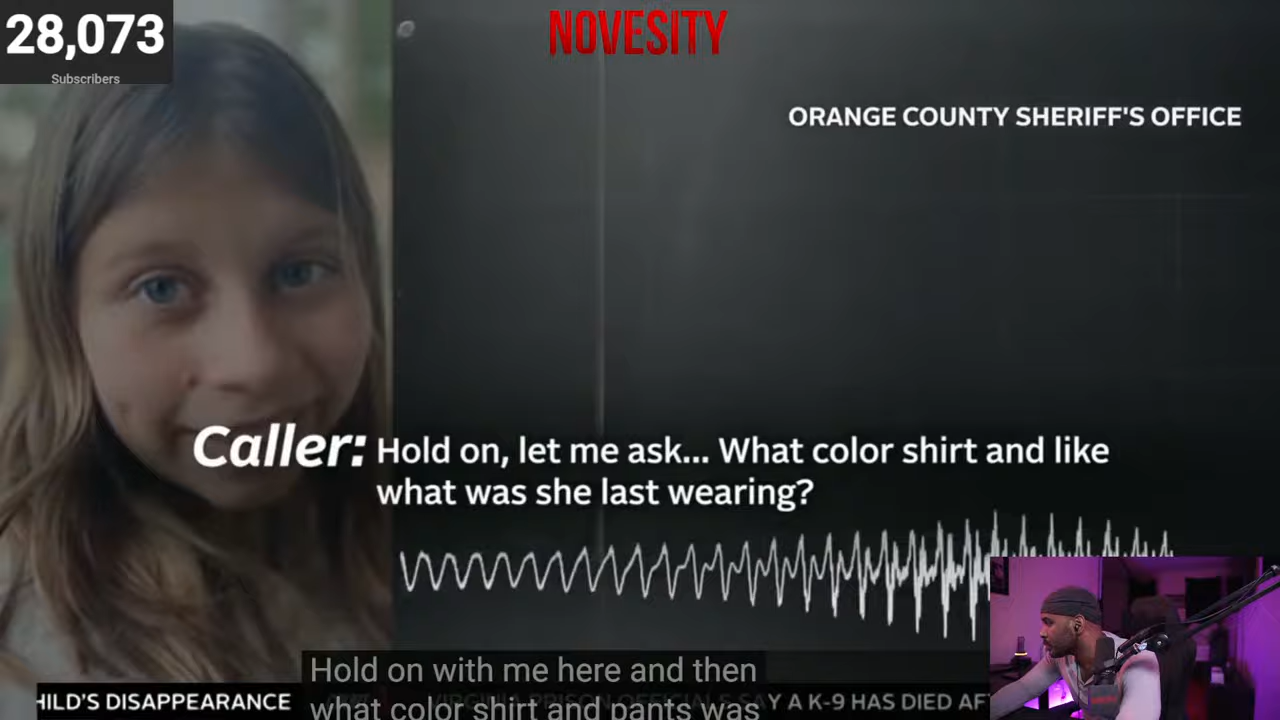 28,073
Subscribers
NOVESITY
ORANGE COUNTY SHERIFF'S OFFICE
Caller: Hold on, let me ask... What color shirt and like
what was she last wearing?
Hold on with me here and then
what color shirt and pants was
HILD'S DISAPPEARANCE
VIRGINIA PRISON OFFICIALS SAY A K-9 HAS DIED AF